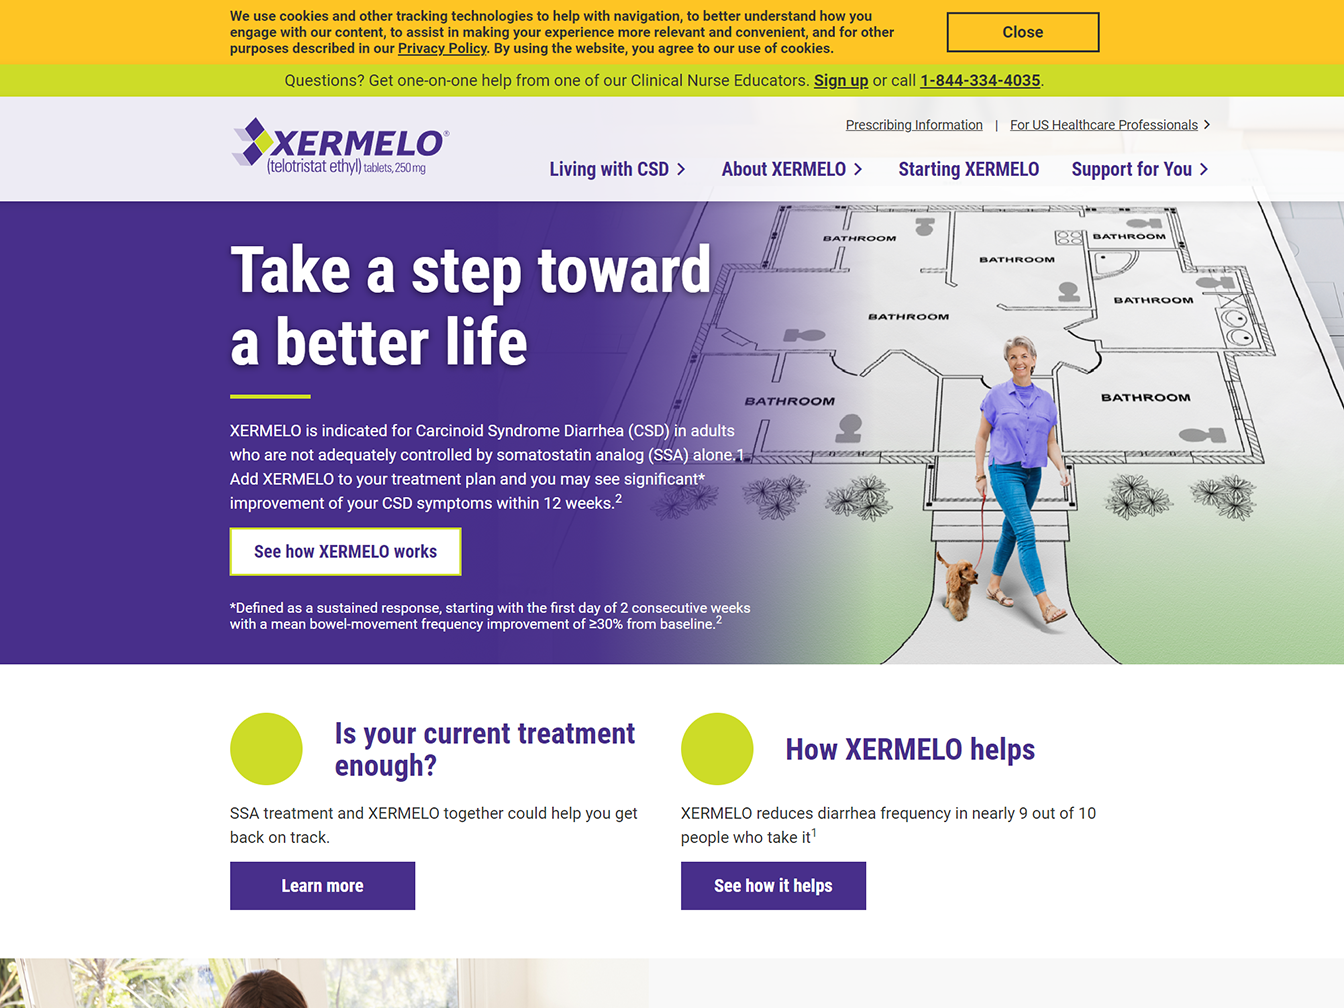 We use cookies and other tracking technologies to help with navigation, to better understand how you
engage with our content, to assist in making your experience more relevant and convenient, and for other
purposes described in our Privacy Policy. By using the website, you agree to our use of cookies.
Close
Questions? Get one-on-one help from one of our Clinical Nurse Educators. Sign up or call 1-844-334-4035.
XERMELO®
(telotristat ethyl) tablets, 250 mg
Prescribing Information | For US Healthcare Professionals
Living with CSD
About XERMELO
Starting XERMELO
Support for You
Take a step toward
a better life
XERMELO is indicated for Carcinoid Syndrome Diarrhea (CSD) in adults
who are not adequately controlled by somatostatin analog (SSA) alone.1
Add XERMELO to your treatment plan and you may see significant*
improvement of your CSD symptoms within 12 weeks.2
See how XERMELO works
*Defined as a sustained response, starting with the first day of 2 consecutive weeks
with a mean bowel-movement frequency improvement of ≥30% from baseline.2
BATHROOM
BATHROOM
BATHROOM
BATHROOM
BATHROOM
BATHROOM
BATHROOM
Is your current treatment
enough?
SSA treatment and XERMELO together could help you get
back on track.
Learn more
How XERMELO helps
XERMELO reduces diarrhea frequency in nearly 9 out of 10
people who take it1
See how it helps